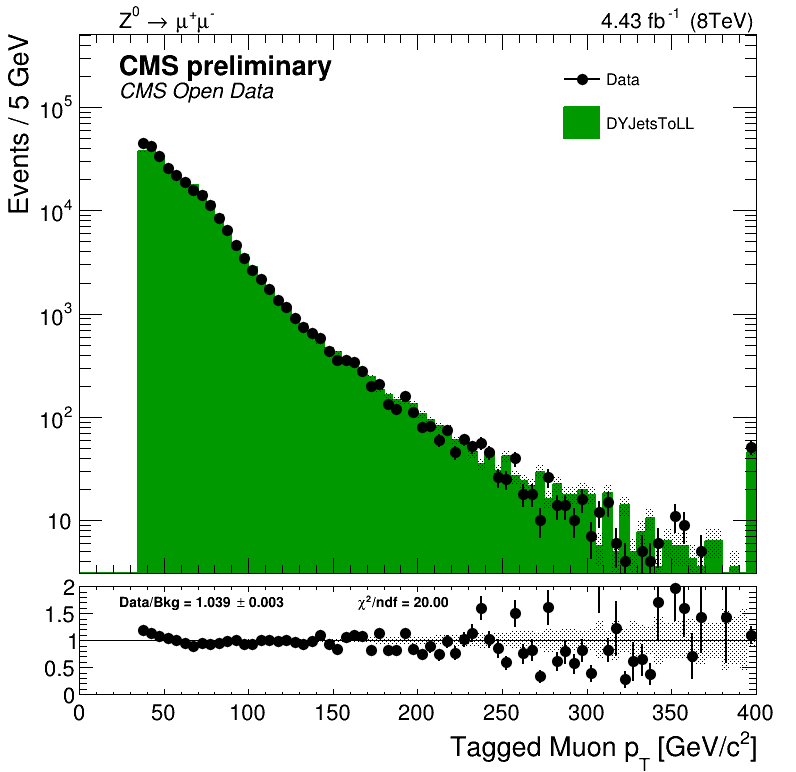 Z⁰ → μ⁺μ⁻ 4.43 fb⁻¹ (8TeV)
CMS preliminary
CMS Open Data
Data
DYJetsToLL
Events / 5 GeV
10⁵
10⁴
10³
10²
10
Data/Bkg = 1.039 ± 0.003 χ²/ndf = 20.00
2
1.5
1
0.5
0
0 50 100 150 200 250 300 350 400
Tagged Muon p_T [GeV/c²]